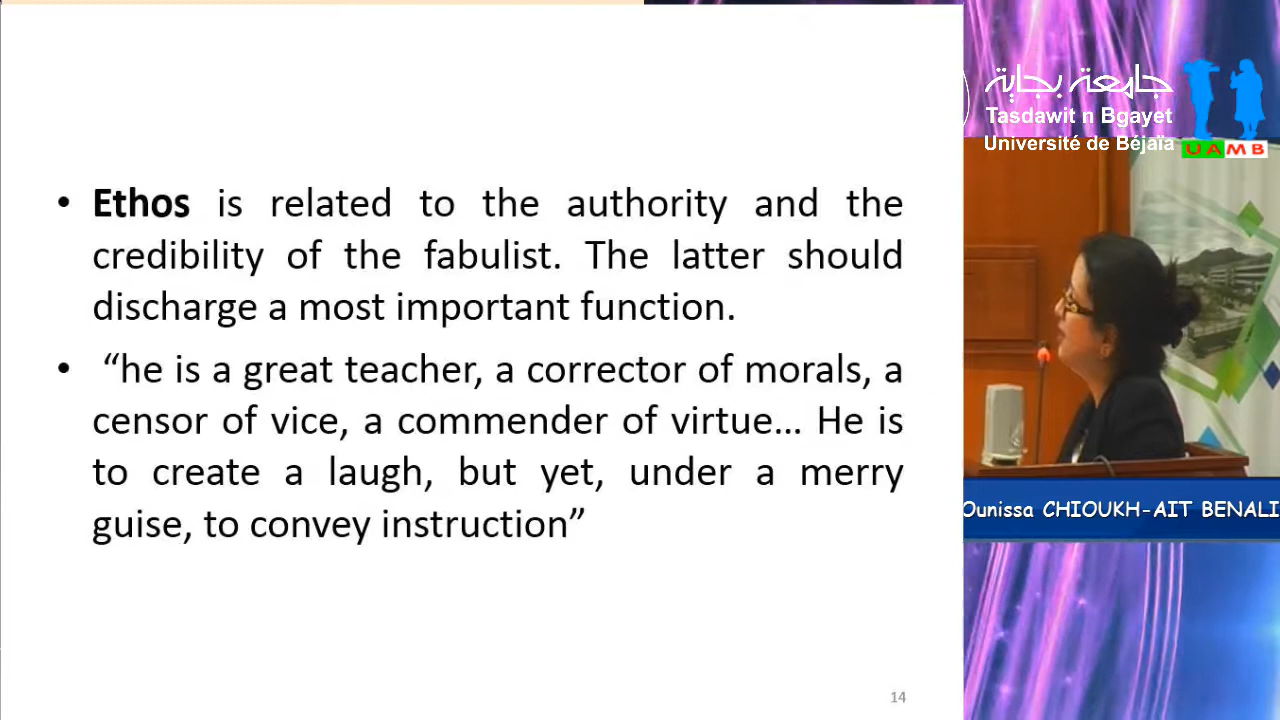 • Ethos is related to the authority and the
credibility of the fabulist. The latter should
discharge a most important function.
• “he is a great teacher, a corrector of morals, a
censor of vice, a commender of virtue… He is
to create a laugh, but yet, under a merry
guise, to convey instruction”
14
جامعة بجاية
Tasdawit n Bgayet
Université de Béjaïa
UAMB
Ounissa CHIOUKH-AIT BENALI